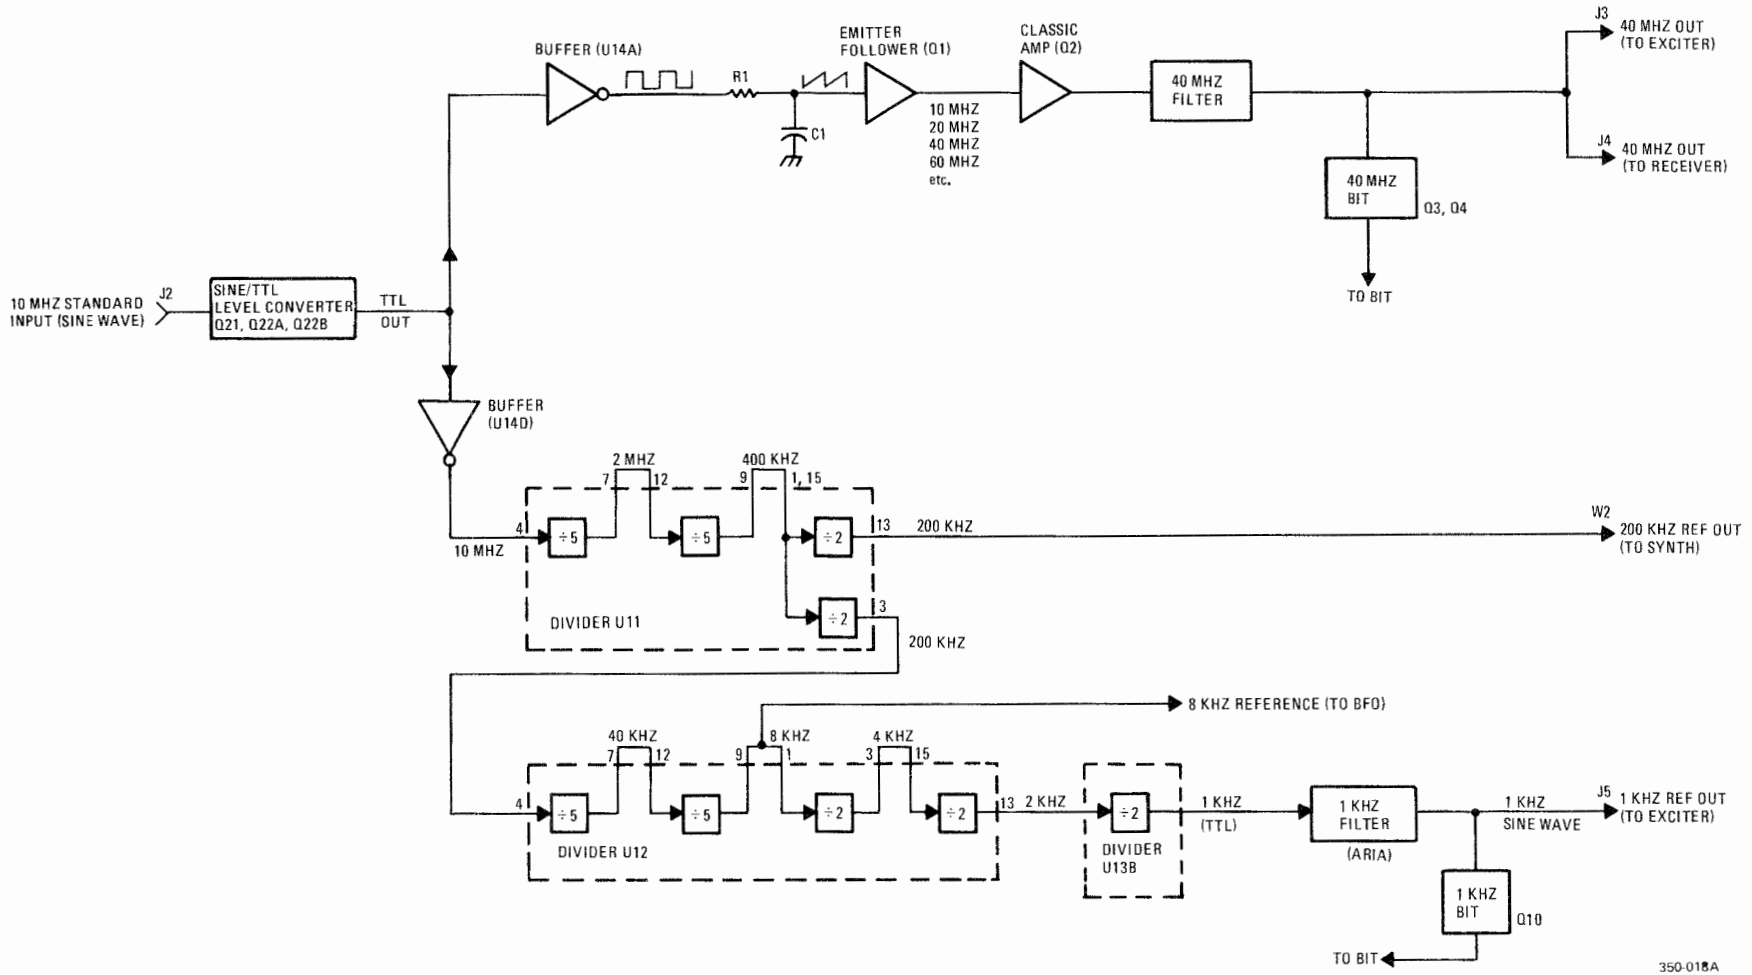 J3
40 MHZ OUT
(TO EXCITER)
BUFFER (U14A)
EMITTER
FOLLOWER (Q1)
CLASSIC
AMP (Q2)
R1
C1
10 MHZ
20 MHZ
40 MHZ
60 MHZ
etc.
40 MHZ
FILTER
J4
40 MHZ OUT
(TO RECEIVER)
40 MHZ
BIT
Q3, Q4
TO BIT
10 MHZ STANDARD
INPUT (SINE WAVE)
J2
SINE/TTL
LEVEL CONVERTER
Q21, Q22A, Q22B
TTL
OUT
BUFFER
(U14D)
10 MHZ
4
÷5
7
2 MHZ
12
÷5
9
400 KHZ
1, 15
÷2
13
200 KHZ
W2
200 KHZ REF OUT
(TO SYNTH)
÷2
3
200 KHZ
DIVIDER U11
8 KHZ REFERENCE (TO BFO)
4
÷5
7
40 KHZ
12
÷5
9
8 KHZ
1
÷2
3
4 KHZ
15
÷2
13
2 KHZ
DIVIDER U12
÷2
DIVIDER
U13B
1 KHZ
(TTL)
1 KHZ
FILTER
(ARIA)
1 KHZ
SINE WAVE
J5
1 KHZ REF OUT
(TO EXCITER)
1 KHZ
BIT
Q10
TO BIT
350-018A